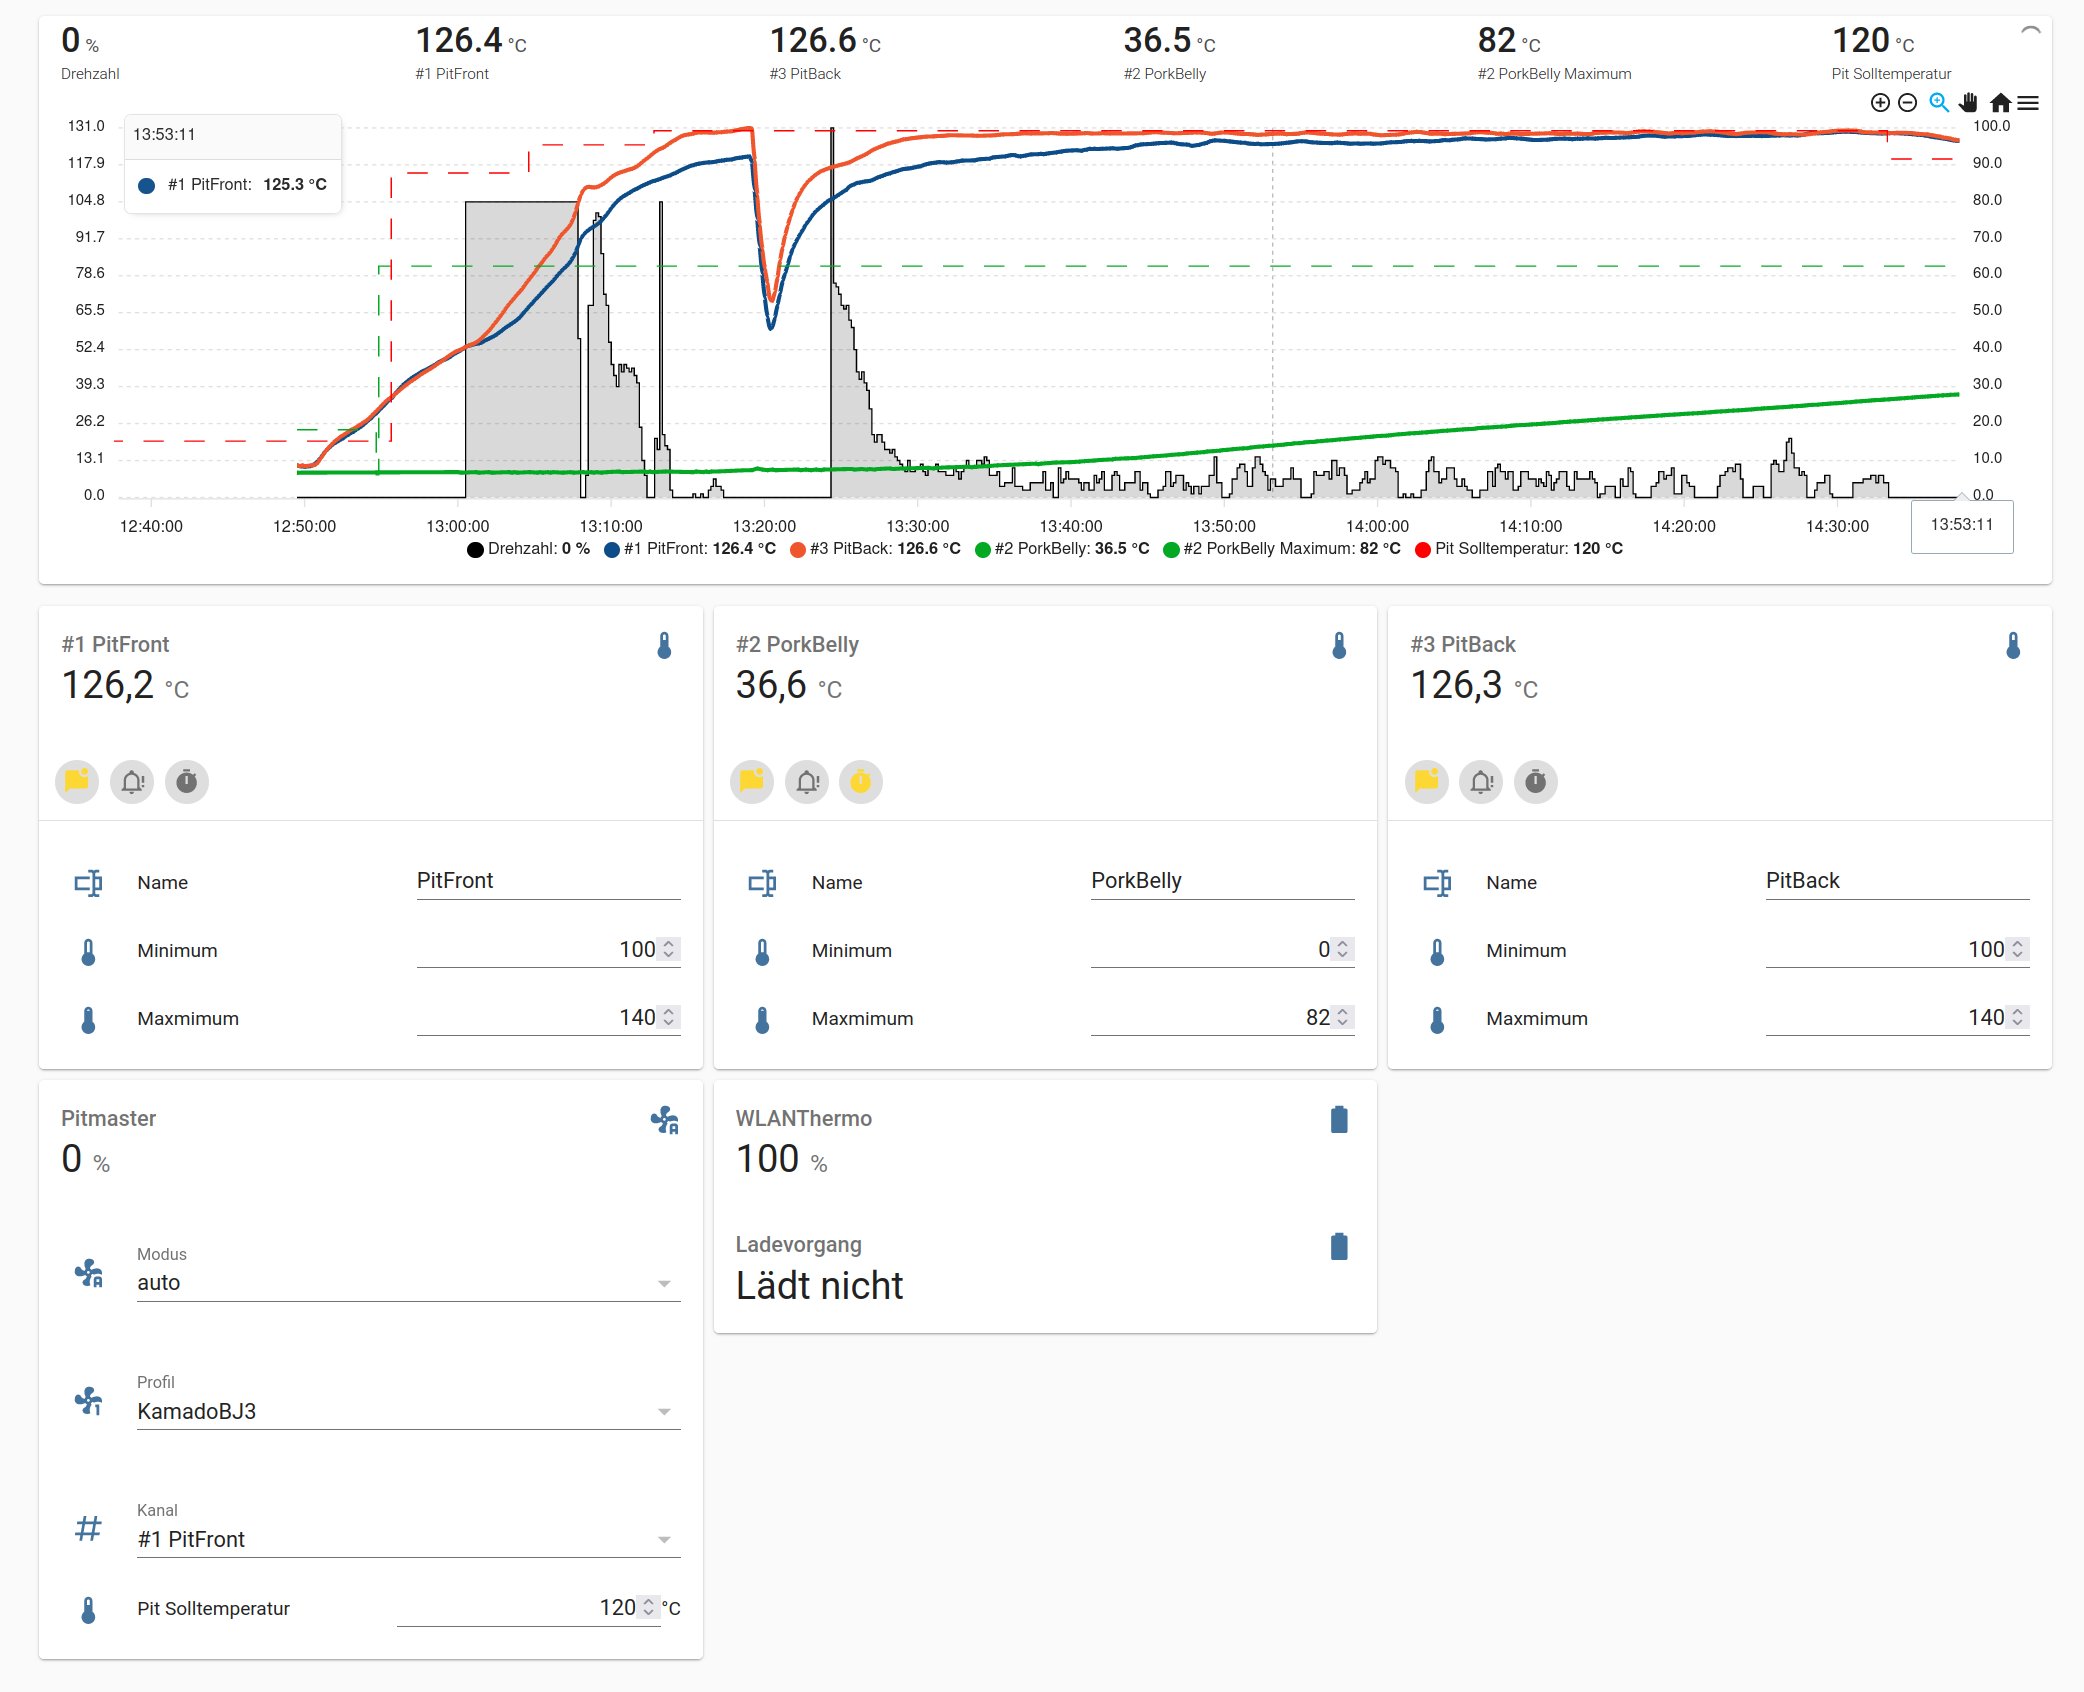 0 % 126.4 °C 126.6 °C 36.5 °C 82 °C 120 °C
Drehzahl #1 PitFront #3 PitBack #2 PorkBelly #2 PorkBelly Maximum Pit Solltemperatur
131.0 100.0
13:53:11
117.9 90.0
#1 PitFront: 125.3 °C
104.8 80.0
91.7 70.0
78.6 60.0
65.5 50.0
52.4 40.0
39.3 30.0
26.2 20.0
13.1 10.0
0.0 0.0
12:40:00 12:50:00 13:00:00 13:10:00 13:20:00 13:30:00 13:40:00 13:50:00 14:00:00 14:10:00 14:20:00 14:30:00 13:53:11
Drehzahl: 0 % #1 PitFront: 126.4 °C #3 PitBack: 126.6 °C #2 PorkBelly: 36.5 °C #2 PorkBelly Maximum: 82 °C Pit Solltemperatur: 120 °C
#1 PitFront
126,2 °C
Name PitFront
Minimum 100
Maxmimum 140
#2 PorkBelly
36,6 °C
Name PorkBelly
Minimum 0
Maxmimum 82
#3 PitBack
126,3 °C
Name PitBack
Minimum 100
Maxmimum 140
Pitmaster
0 %
Modus
auto
Profil
KamadoBJ3
Kanal
#1 PitFront
Pit Solltemperatur 120 °C
WLANThermo
100 %
Ladevorgang
Lädt nicht